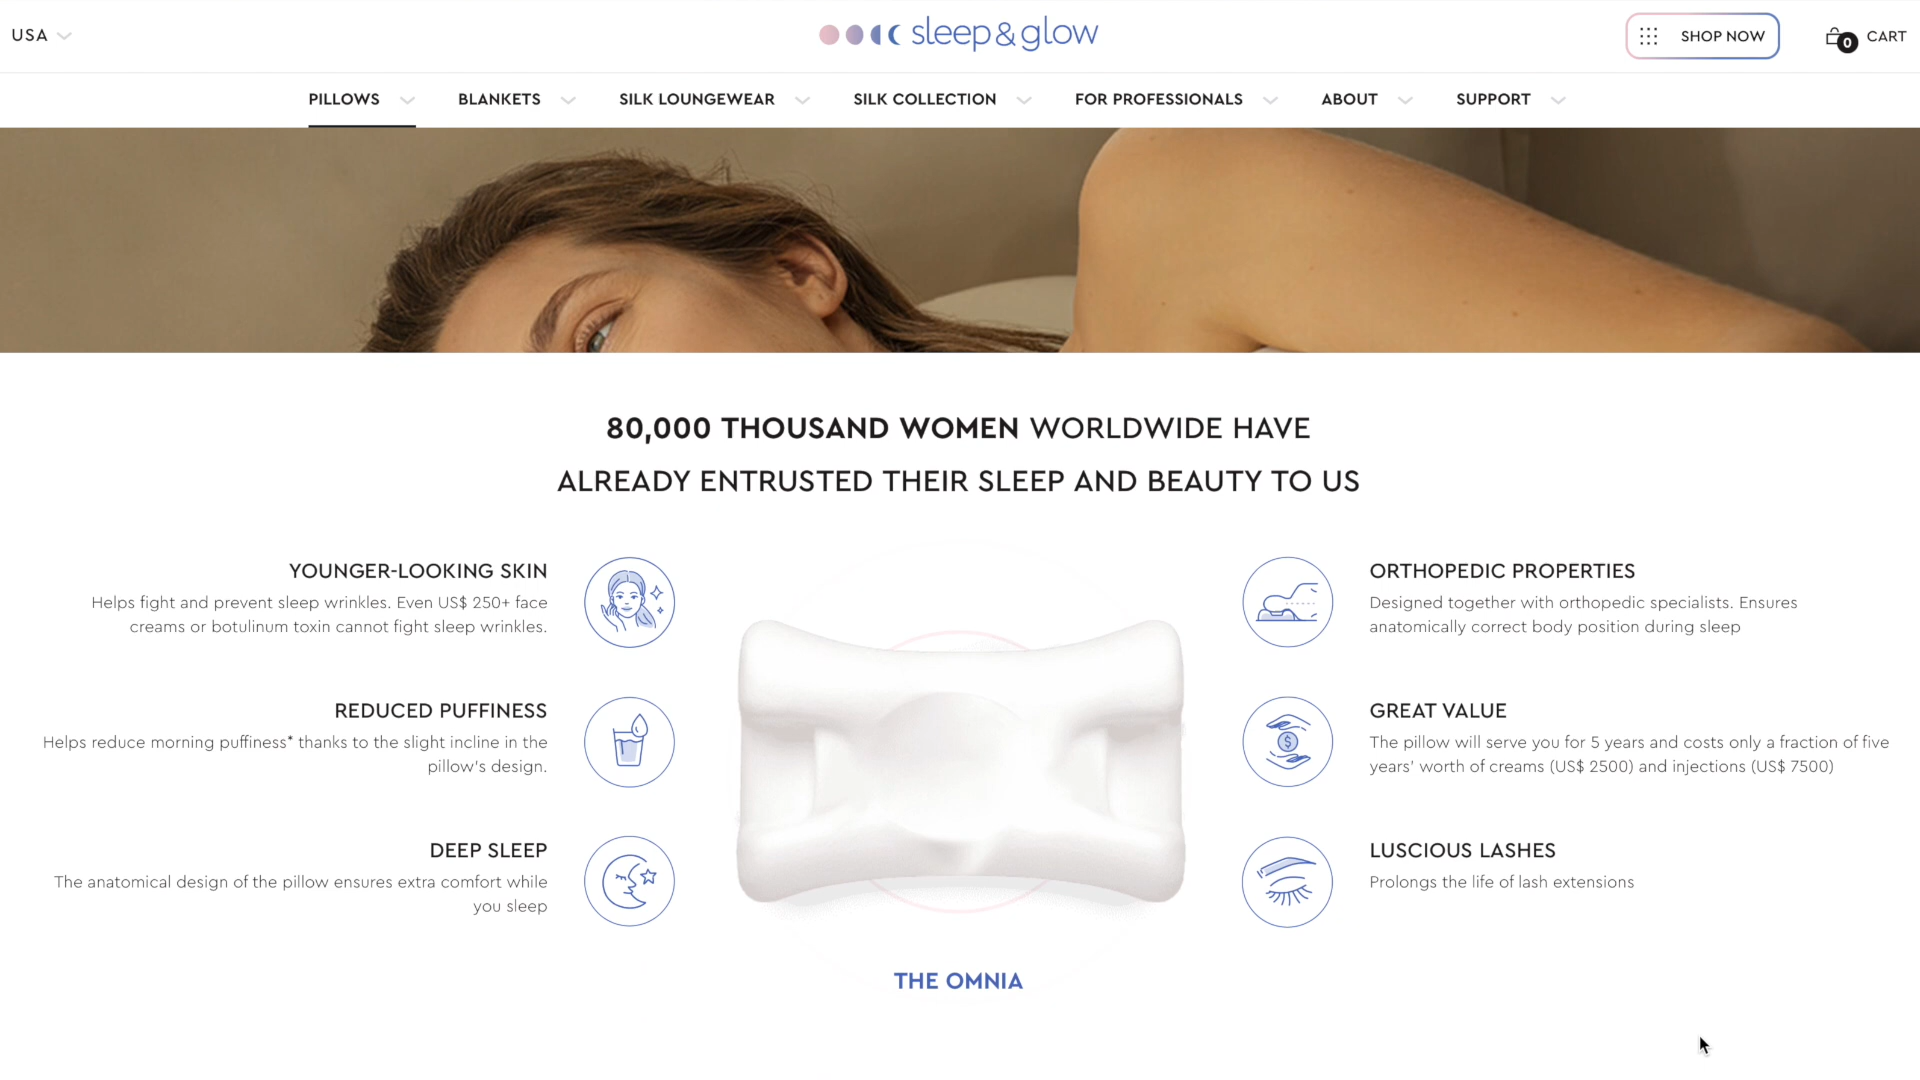 USA
sleep&glow
SHOP NOW
0
CART
PILLOWS
BLANKETS
SILK LOUNGEWEAR
SILK COLLECTION
FOR PROFESSIONALS
ABOUT
SUPPORT
80,000 THOUSAND WOMEN WORLDWIDE HAVE
ALREADY ENTRUSTED THEIR SLEEP AND BEAUTY TO US
YOUNGER-LOOKING SKIN
Helps fight and prevent sleep wrinkles. Even US$ 250+ face
creams or botulinum toxin cannot fight sleep wrinkles.
REDUCED PUFFINESS
Helps reduce morning puffiness* thanks to the slight incline in the
pillow's design.
DEEP SLEEP
The anatomical design of the pillow ensures extra comfort while
you sleep
THE OMNIA
ORTHOPEDIC PROPERTIES
Designed together with orthopedic specialists. Ensures
anatomically correct body position during sleep
$
GREAT VALUE
The pillow will serve you for 5 years and costs only a fraction of five
years' worth of creams (US$ 2500) and injections (US$ 7500)
LUSCIOUS LASHES
Prolongs the life of lash extensions